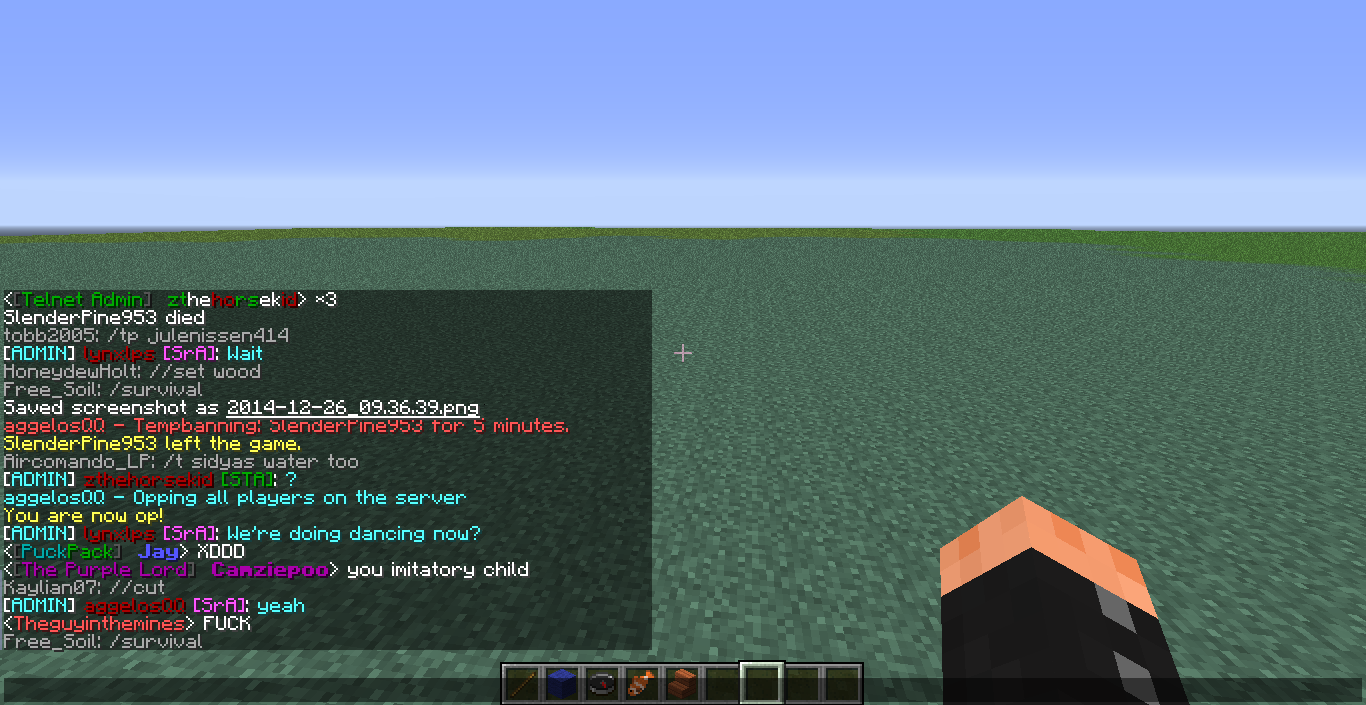 <[Telnet Admin] zthehorsekid> ×3
SlenderPine953 died
tobb2005: /tp julenissen414
[ADMIN] lynxlps [SrA]: Wait
HoneydewHolt: //set wood
Free_Soil: /survival
Saved screenshot as 2014-12-26_09.36.39.png
aggelosQQ - Tempbanning: SlenderPine953 for 5 minutes.
SlenderPine953 left the game.
Aircomando_LP: /t sidyas water too
[ADMIN] zthehorsekid [STA]: ?
aggelosQQ - Opping all players on the server
You are now op!
[ADMIN] lynxlps [SrA]: We're doing dancing now?
<[PuckPack] Jay> XDDD
<[The Purple Lord] Camziepoo> you imitatory child
Kaylian07: //cut
[ADMIN] aggelosQQ [SrA]: yeah
<Theguyinthemines> FUCK
Free_Soil: /survival